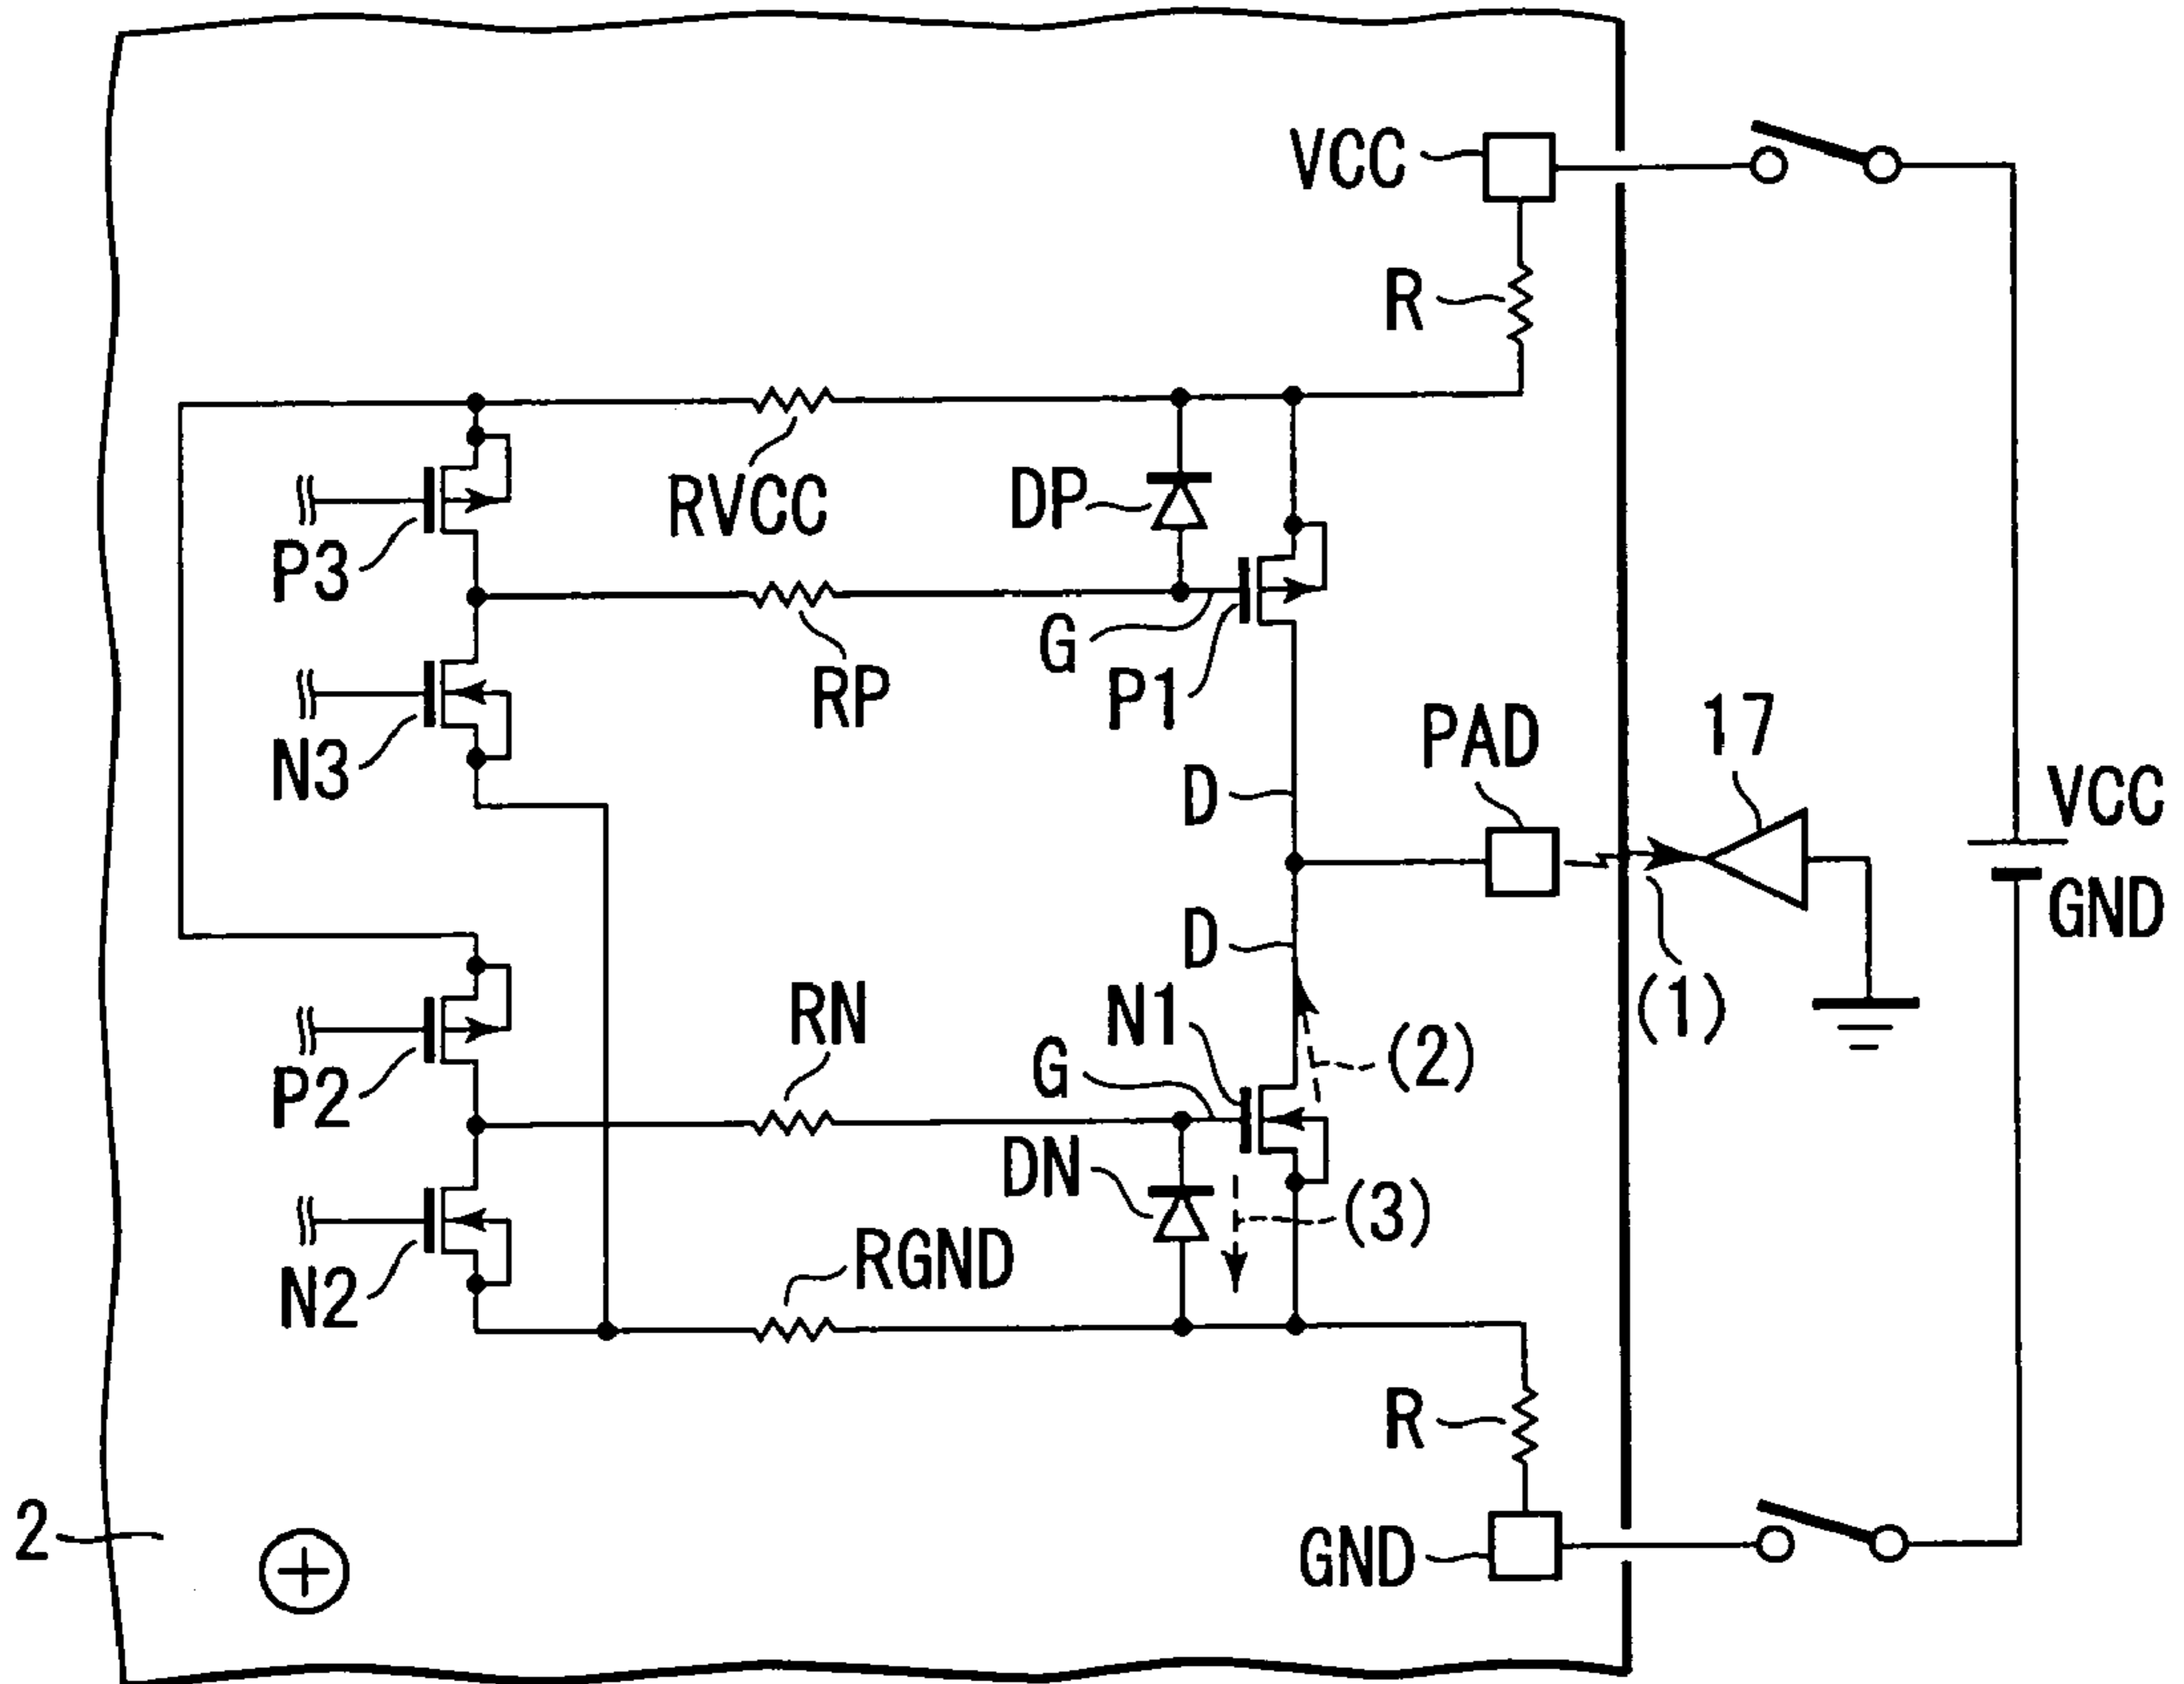 VCC
R
RVCC
DP
P3
G
RP
P1
N3
PAD
17
D
VCC
GND
D
(1)
RN
N1
G
(2)
P2
DN
(3)
RGND
N2
R
2
GND